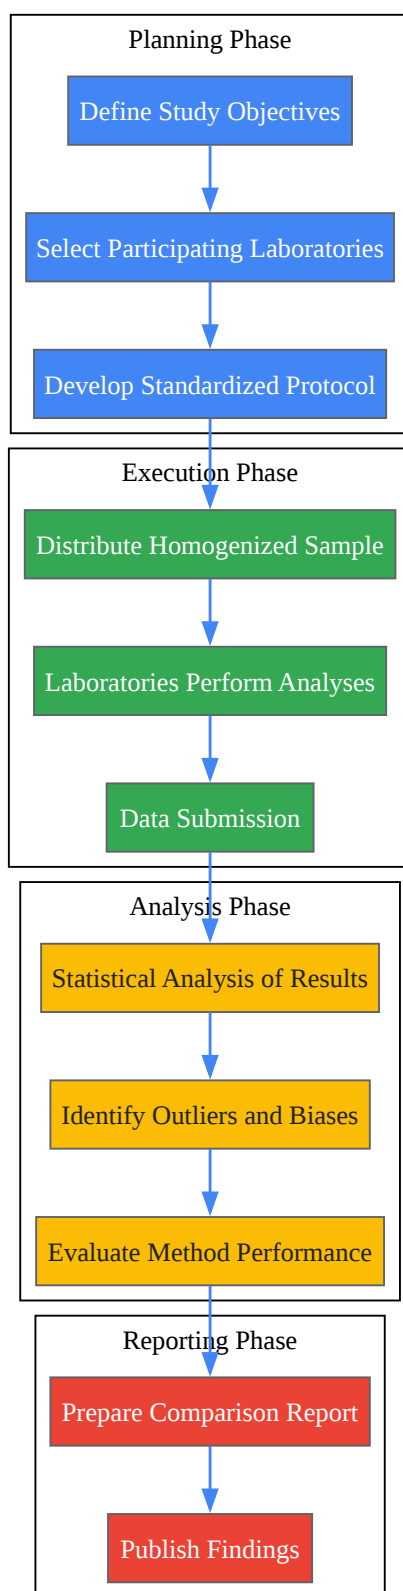 Planning Phase
Define Study Objectives
Select Participating Laboratories
Develop Standardized Protocol
Execution Phase
Distribute Homogenized Sample
Laboratories Perform Analyses
Data Submission
Analysis Phase
Statistical Analysis of Results
Identify Outliers and Biases
Evaluate Method Performance
Reporting Phase
Prepare Comparison Report
Publish Findings